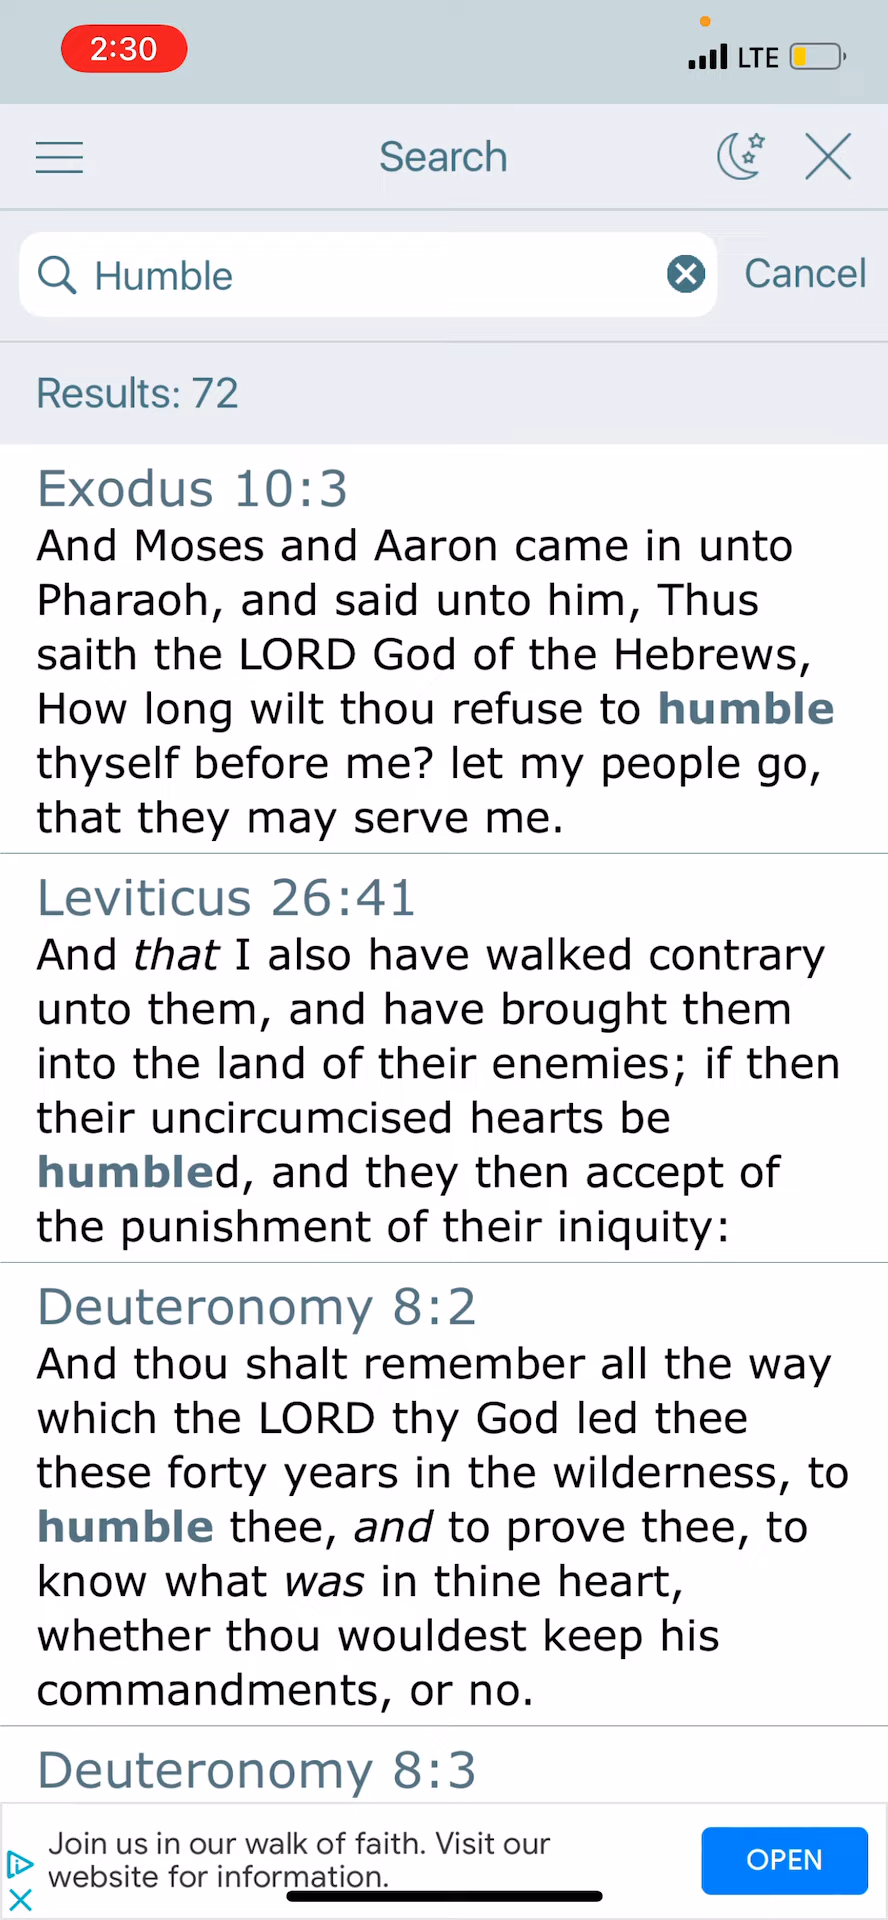 2:30
LTE
Search
Humble
Cancel
Results: 72
Exodus 10:3
And Moses and Aaron came in unto
Pharaoh, and said unto him, Thus
saith the LORD God of the Hebrews,
How long wilt thou refuse to humble
thyself before me? let my people go,
that they may serve me.
Leviticus 26:41
And that I also have walked contrary
unto them, and have brought them
into the land of their enemies; if then
their uncircumcised hearts be
humbled, and they then accept of
the punishment of their iniquity:
Deuteronomy 8:2
And thou shalt remember all the way
which the LORD thy God led thee
these forty years in the wilderness, to
humble thee, and to prove thee, to
know what was in thine heart,
whether thou wouldest keep his
commandments, or no.
Deuteronomy 8:3
Join us in our walk of faith. Visit our
website for information.
OPEN